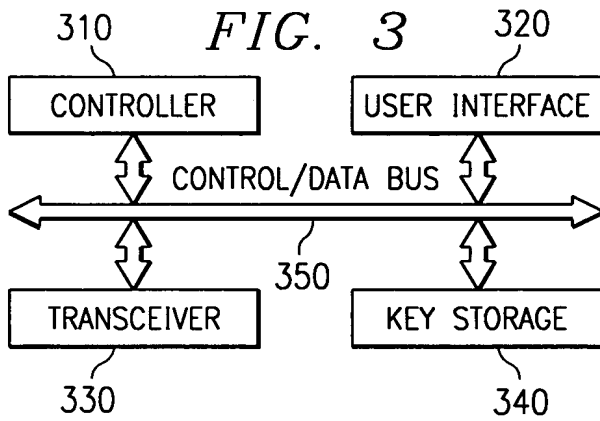 310
FIG. 3
320
CONTROLLER
USER INTERFACE
CONTROL/DATA BUS
350
TRANSCEIVER
KEY STORAGE
330
340